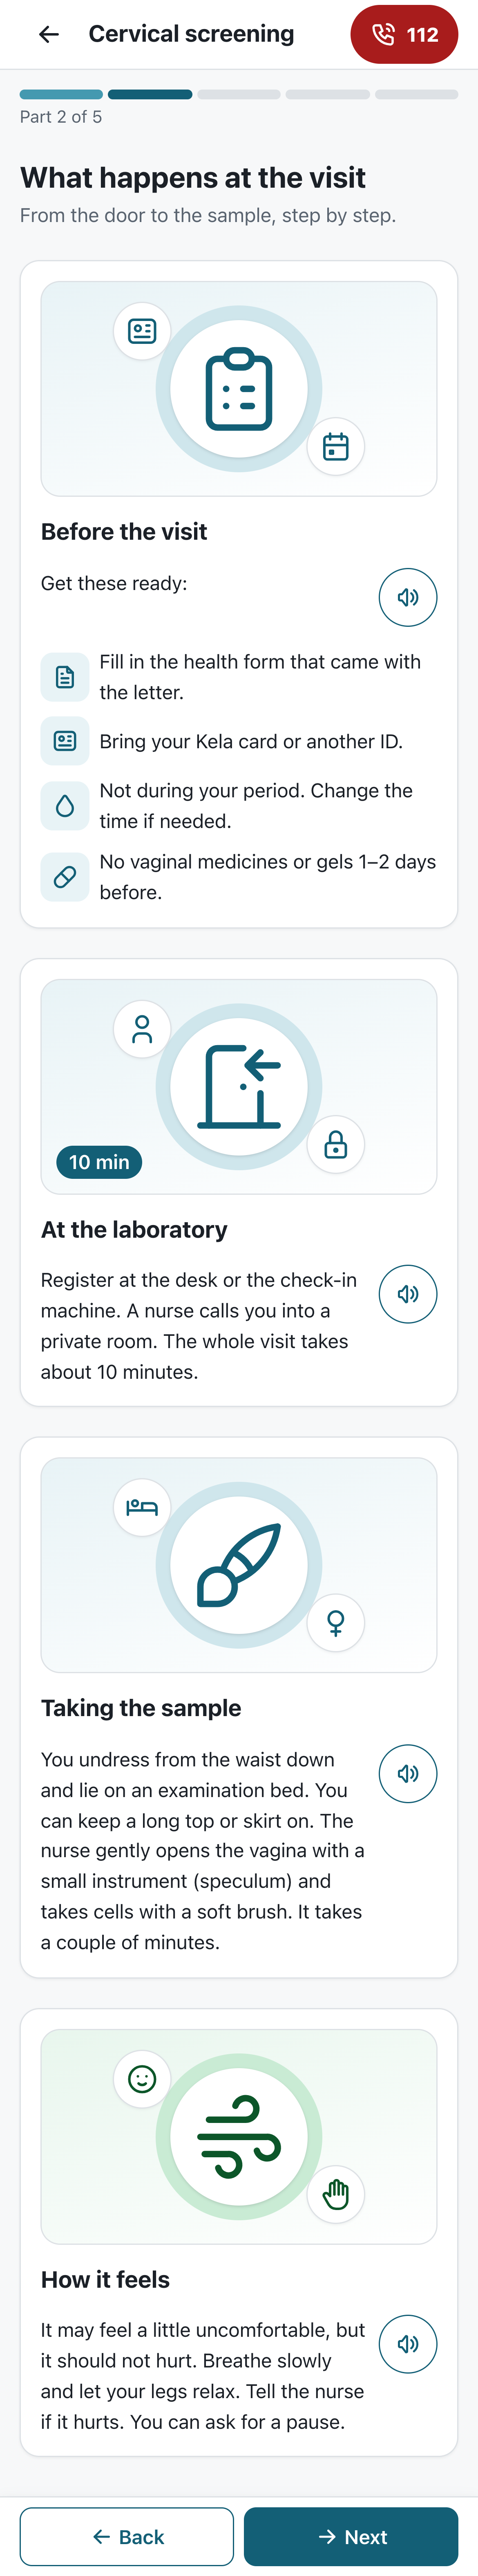 Cervical screening
112
Part 2 of 5
What happens at the visit
From the door to the sample, step by step.
Before the visit
Get these ready:
Fill in the health form that came with
the letter.
Bring your Kela card or another ID.
Not during your period. Change the
time if needed.
No vaginal medicines or gels 1–2 days
before.
10 min
At the laboratory
Register at the desk or the check-in
machine. A nurse calls you into a
private room. The whole visit takes
about 10 minutes.
Taking the sample
You undress from the waist down
and lie on an examination bed. You
can keep a long top or skirt on. The
nurse gently opens the vagina with a
small instrument (speculum) and
takes cells with a soft brush. It takes
a couple of minutes.
How it feels
It may feel a little uncomfortable, but
it should not hurt. Breathe slowly
and let your legs relax. Tell the nurse
if it hurts. You can ask for a pause.
Back
Next